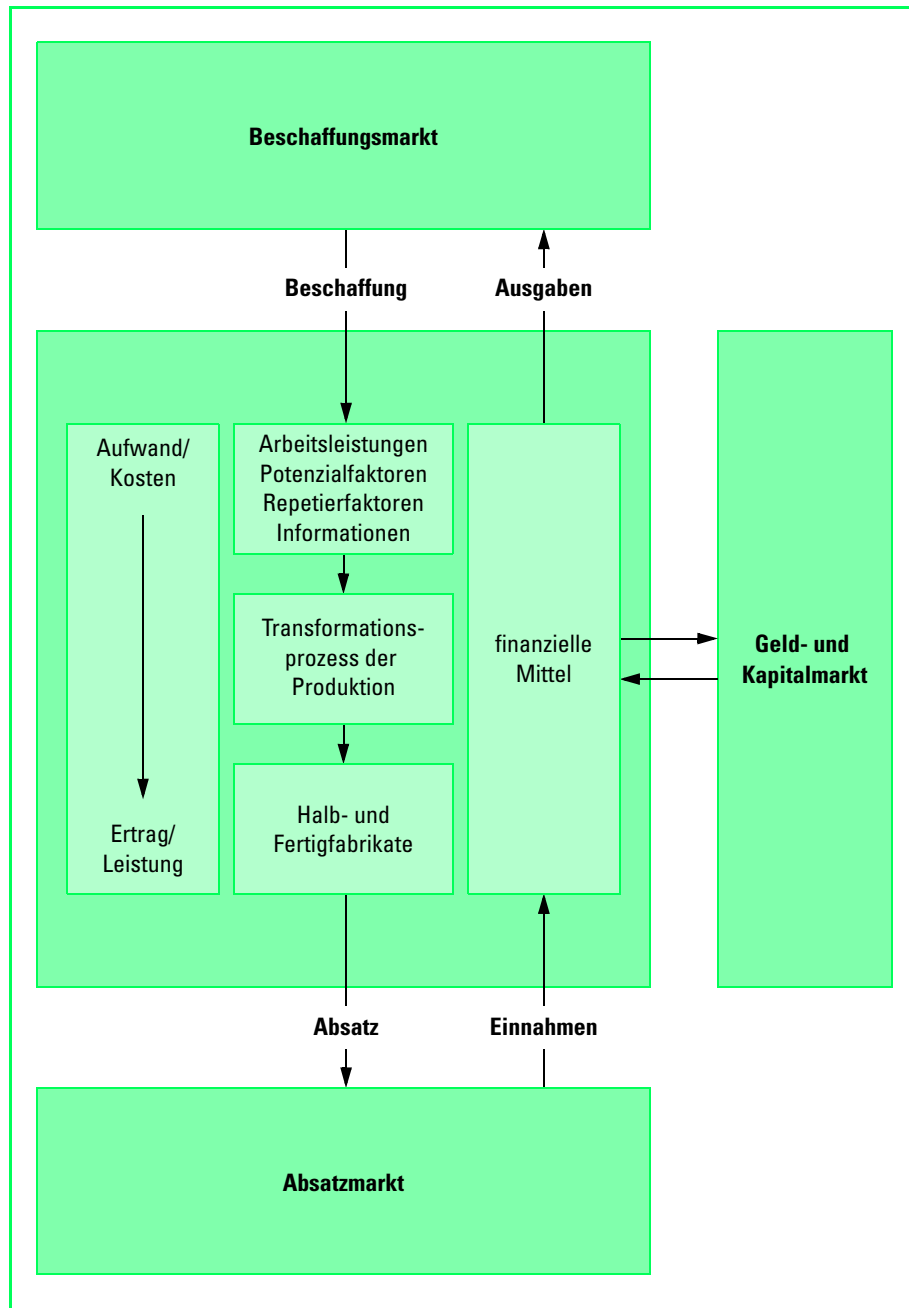 Beschaffungsmarkt
Beschaffung
Ausgaben
Aufwand/
Kosten
Ertrag/
Leistung
Arbeitsleistungen
Potenzialfaktoren
Repetierfaktoren
Informationen
Transformations-
prozess der
Produktion
Halb- und
Fertigfabrikate
finanzielle
Mittel
Geld- und
Kapitalmarkt
Absatz
Einnahmen
Absatzmarkt